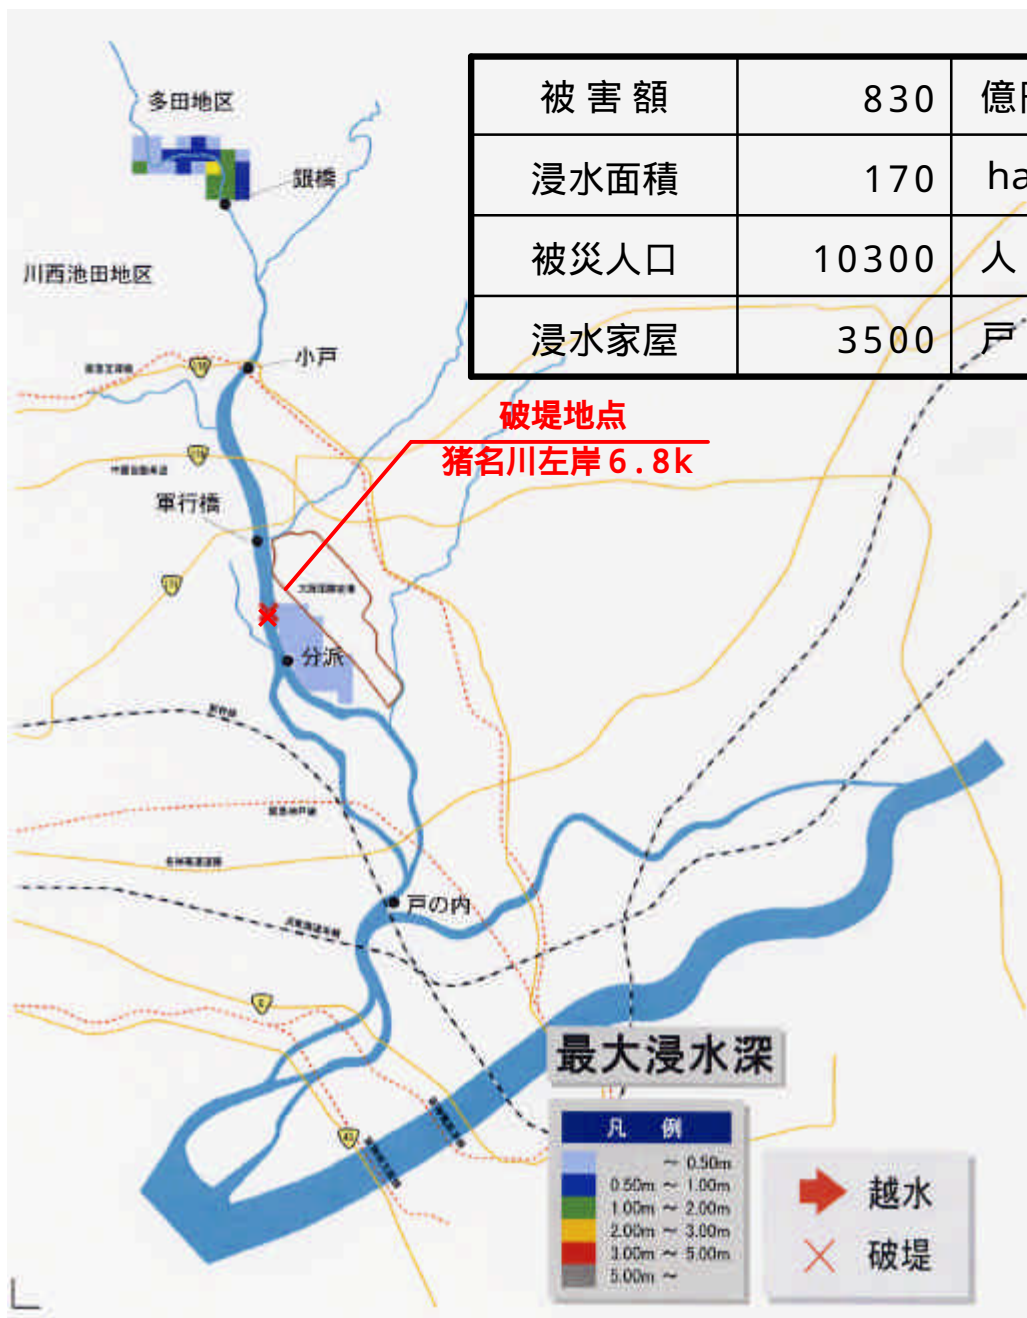 多田地区
被害額 830 億円
浸水面積 170 ha
被災人口 10300 人
浸水家屋 3500 戸
銀橋
川西池田地区
小戸
破堤地点
猪名川左岸6.8k
軍行橋
分派
戸の内
2
43
最大浸水深
凡 例
～ 0.50m
0.50m ～ 1.00m
1.00m ～ 2.00m
2.00m ～ 3.00m
3.00m ～ 5.00m
5.00m ～
越水
破堤